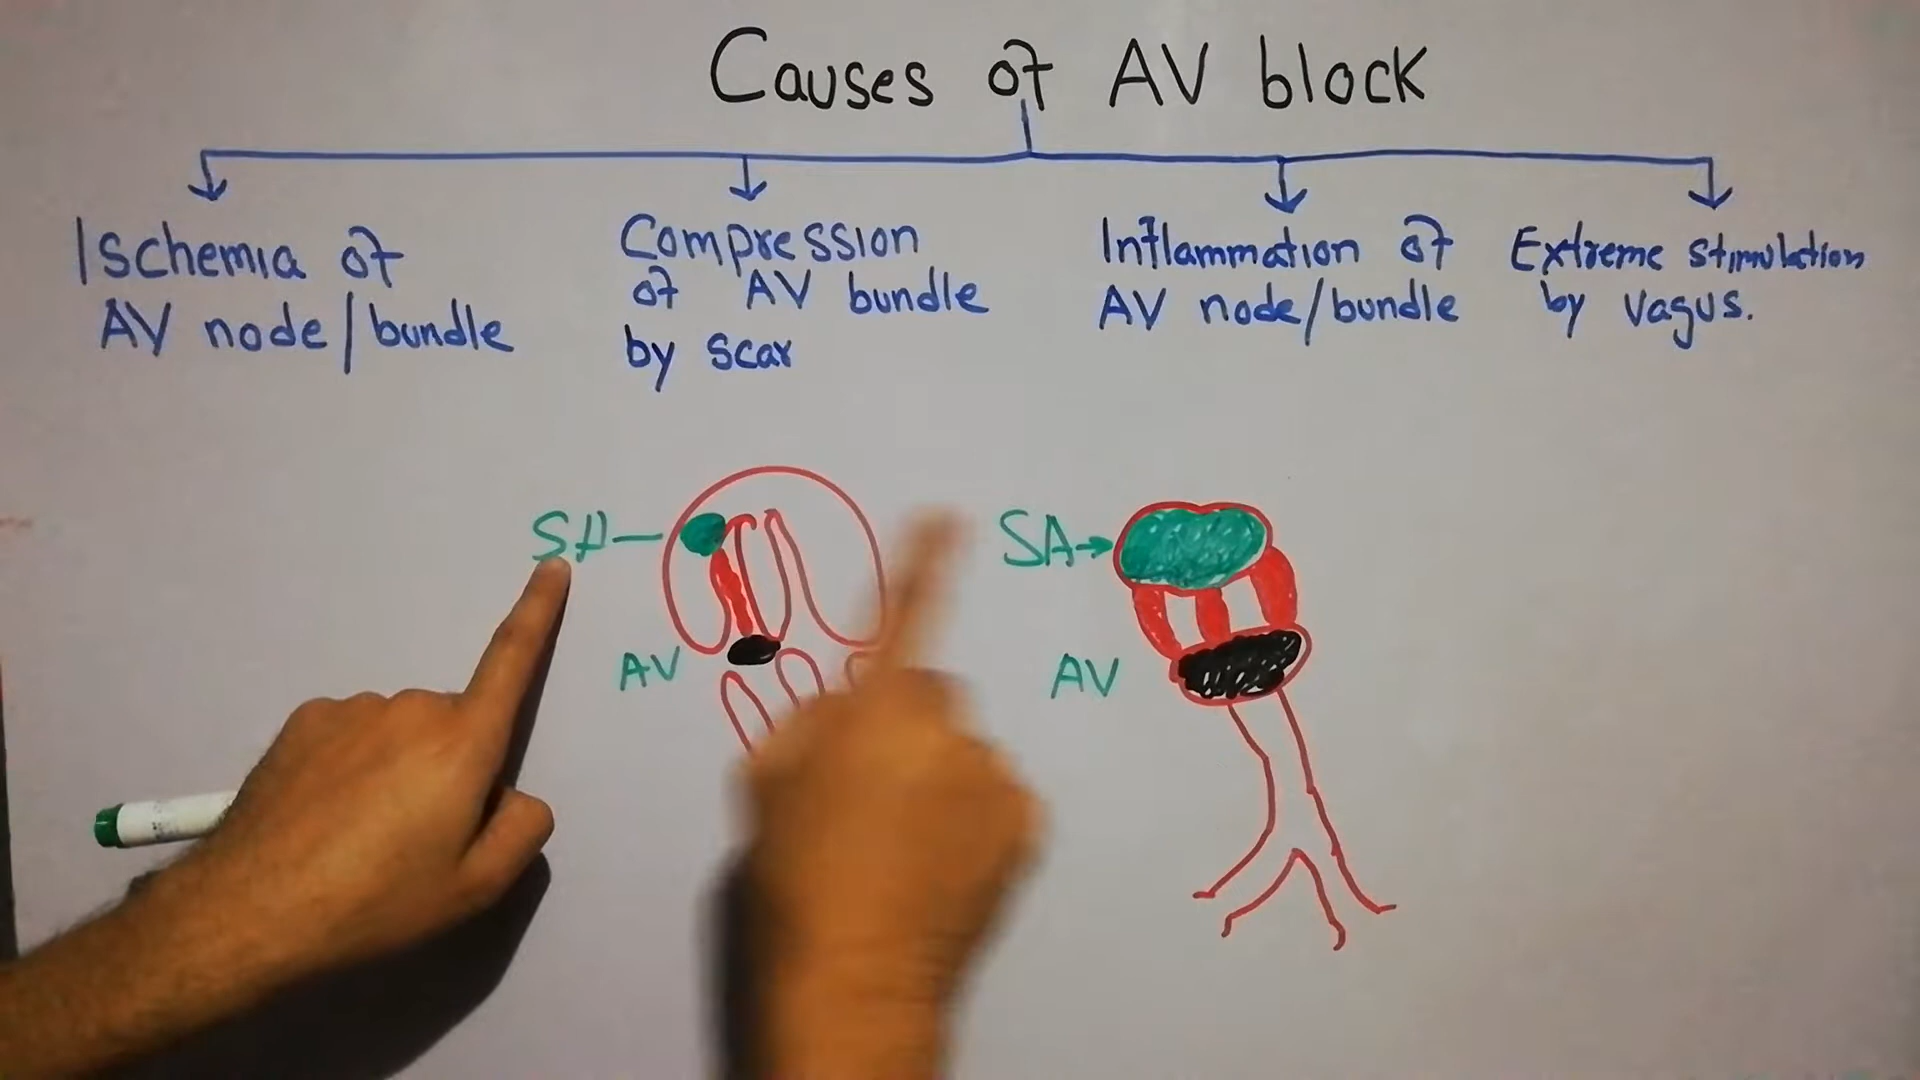 Causes of AV block
Ischemia of
AV node/bundle
Compression
of AV bundle
by scar
Inflammation of
AV node/bundle
Extreme stimulation
by vagus.
SA
AV
SA
AV